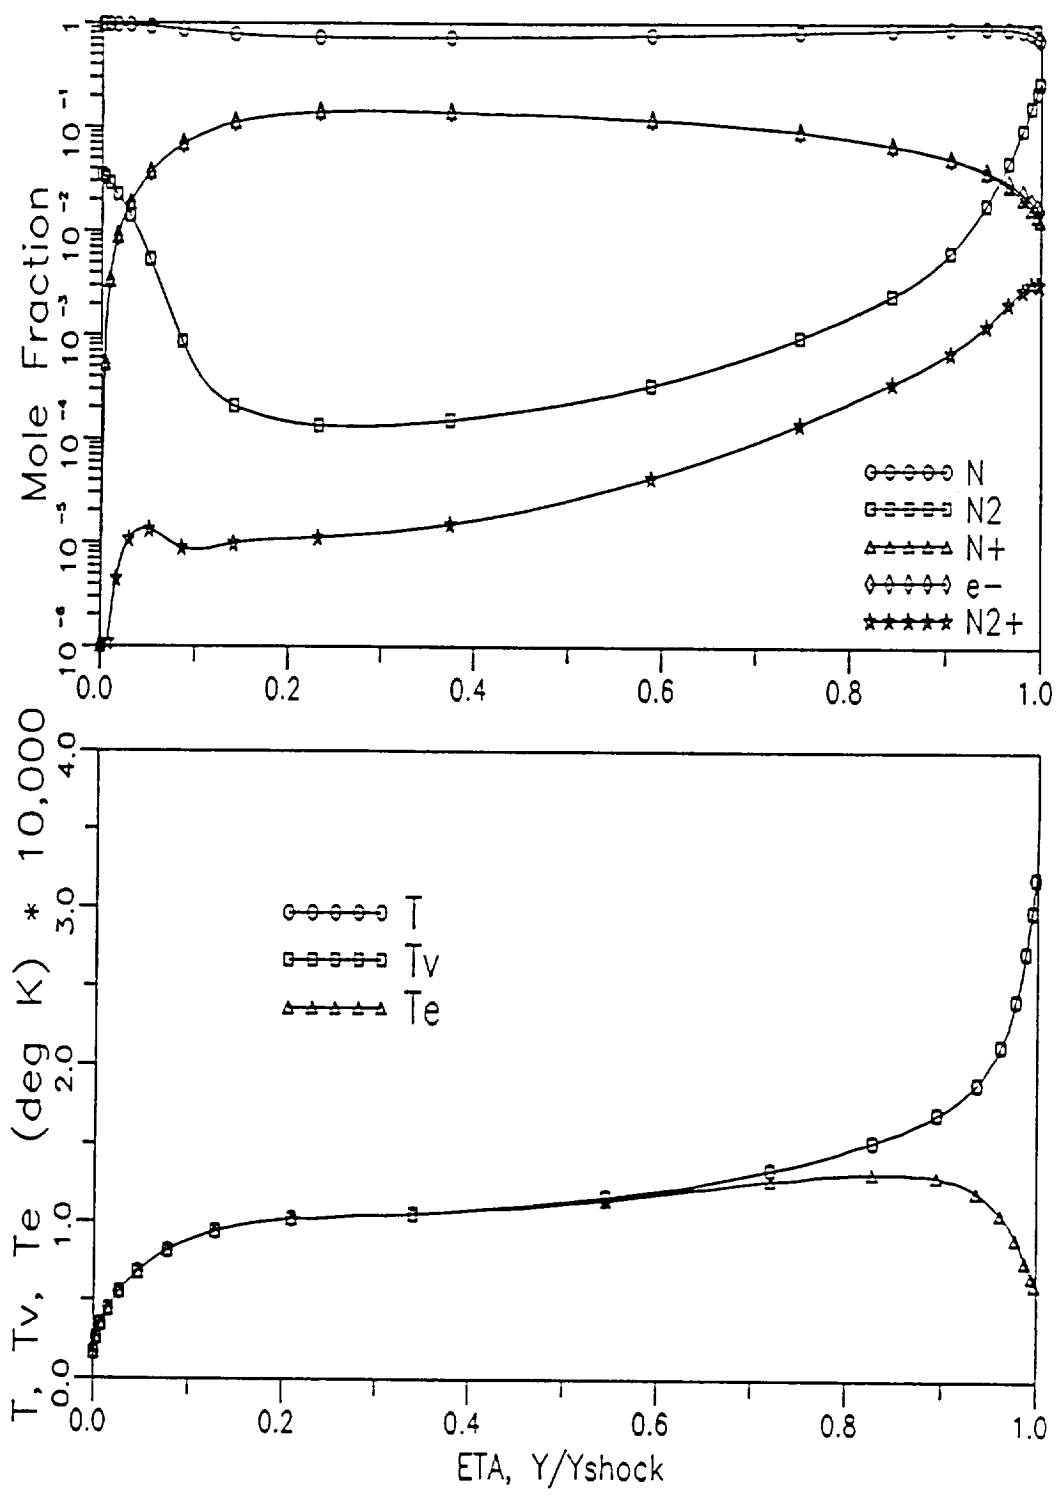 Mole Fraction
1
10⁻¹
10⁻²
10⁻³
10⁻⁴
10⁻⁵
10⁻⁶
N
N2
N+
e-
N2+
0.0 0.2 0.4 0.6 0.8 1.0
T, Tv, Te (deg K) * 10,000
4.0
3.0
2.0
1.0
0.0
T
Tv
Te
0.0 0.2 0.4 0.6 0.8 1.0
ETA, Y/Yshock